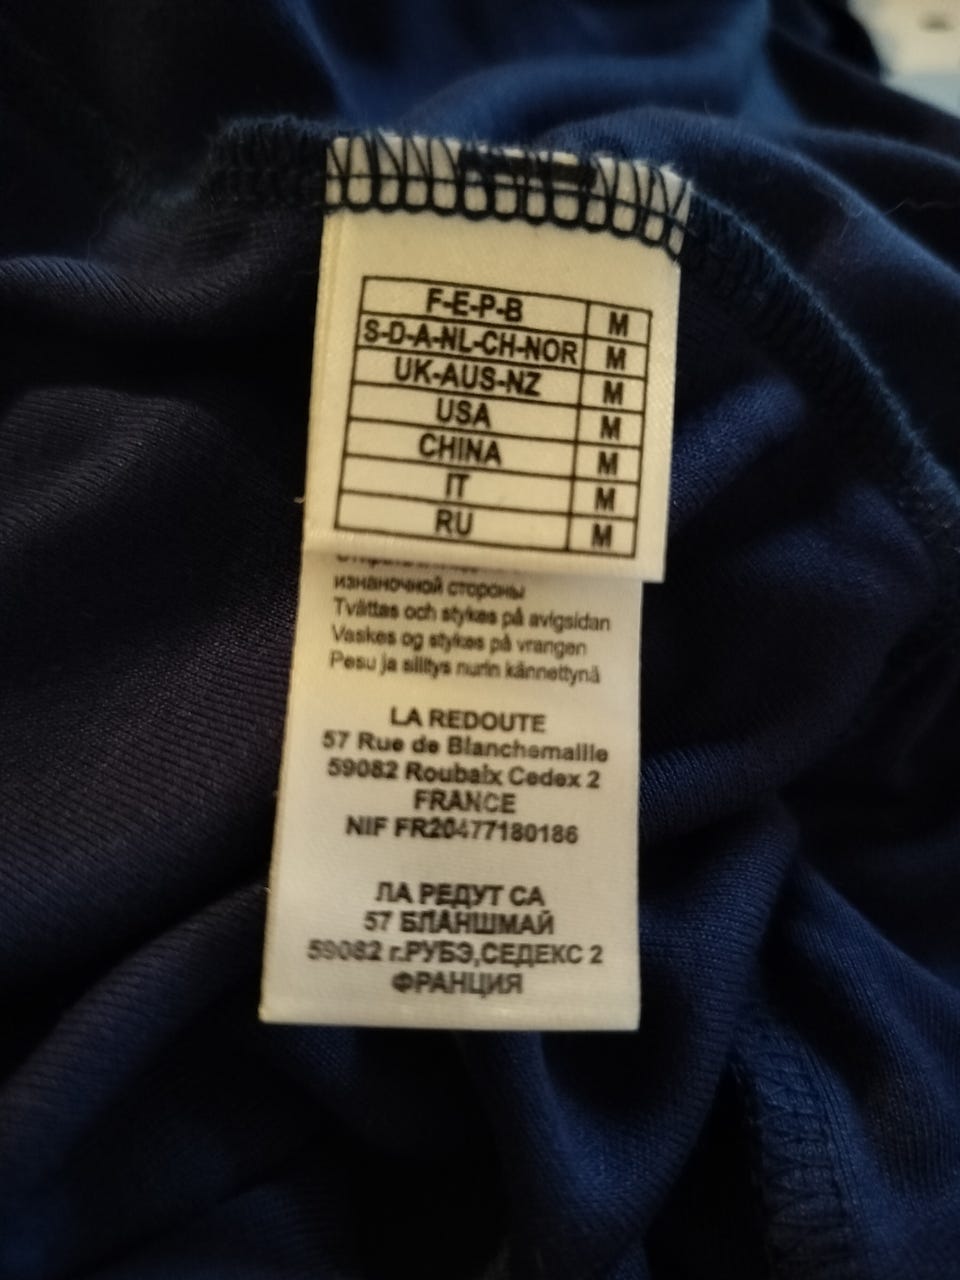 F-E-P-B M
S-D-A-NL-CH-NOR M
UK-AUS-NZ M
USA M
CHINA M
IT M
RU M
изнаночной стороны
Tvättas och stykes på avigsidan
Vaskes og stykes på vrangen
Pesu ja silitys nurin kännettynä
LA REDOUTE
57 Rue de Blanchemaille
59082 Roubaix Cedex 2
FRANCE
NIF FR20477180186
ЛА РЕДУТ СА
57 БЛАНШМАЙ
59082 г.РУБЭ,СЕДЕКС 2
ФРАНЦИЯ